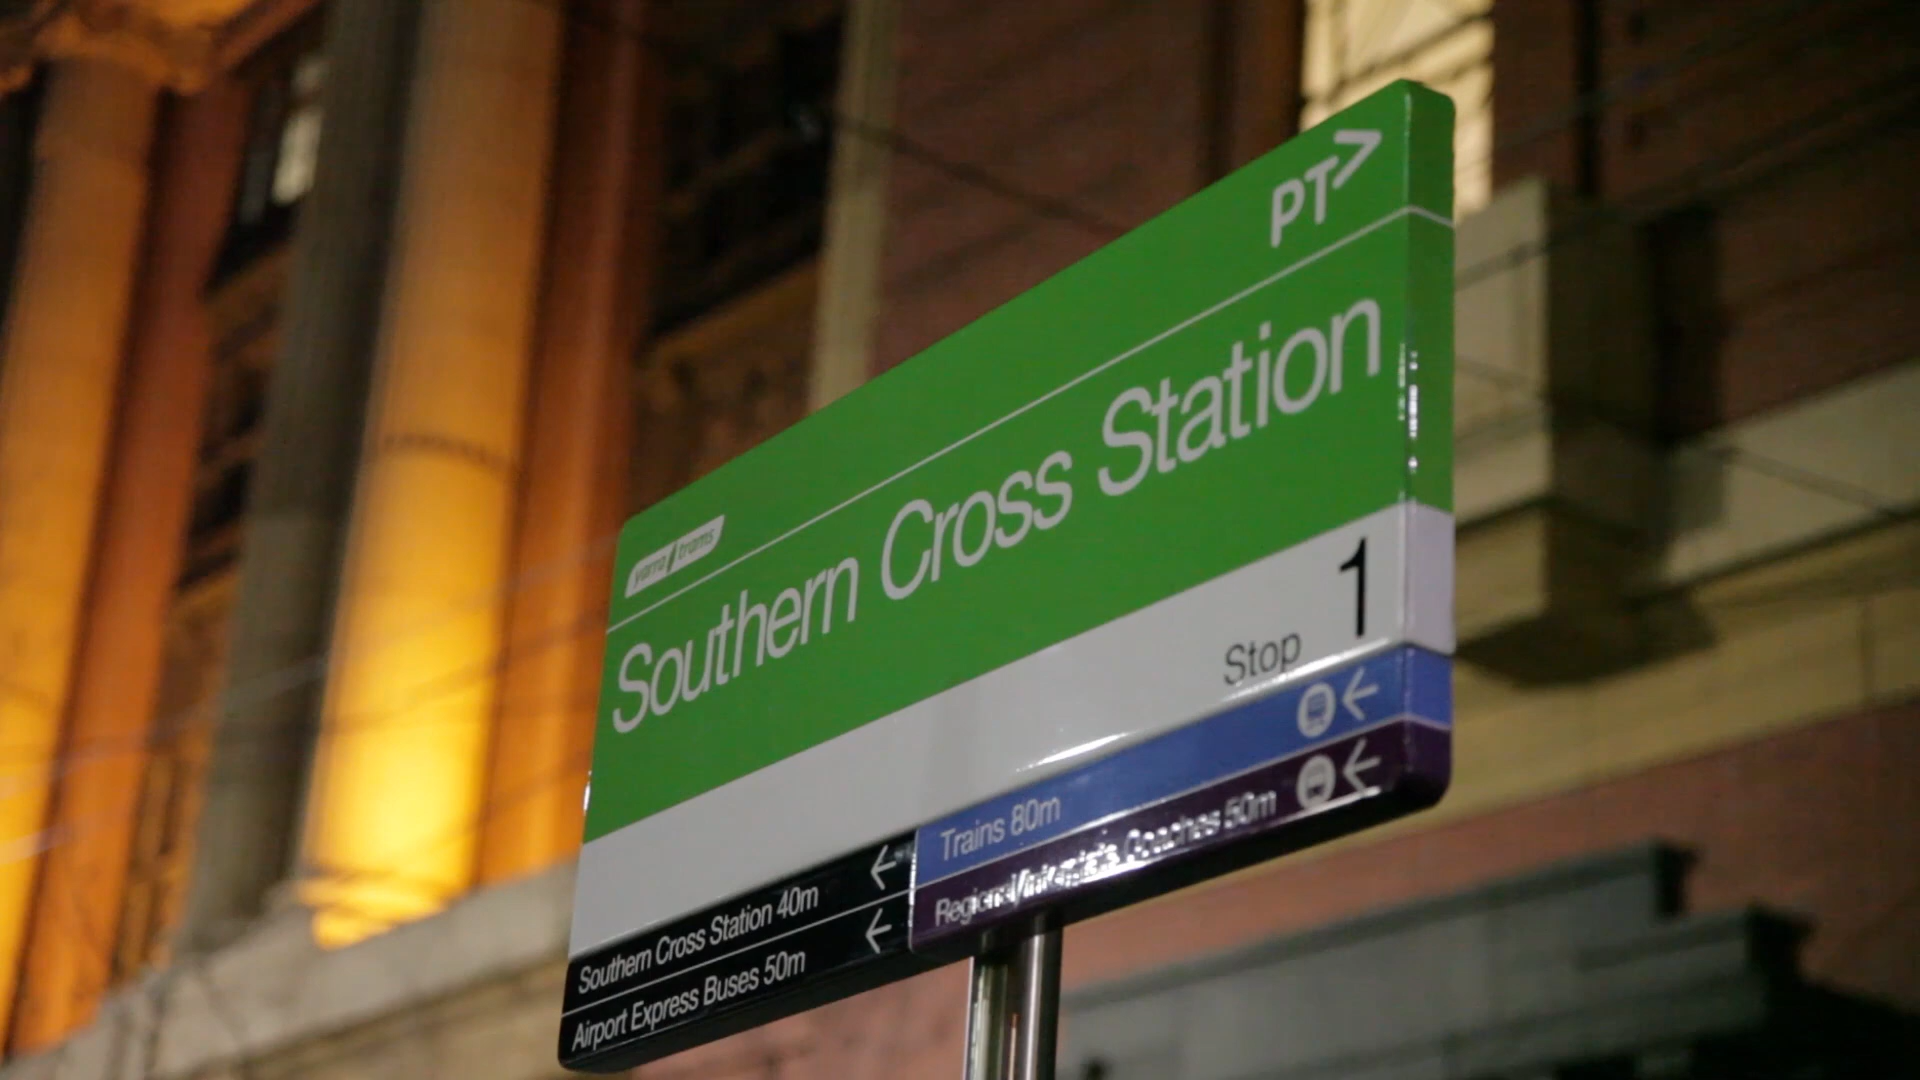 PT>
yarra trams
Southern Cross Station
Stop 1
Trains 80m
Regional/Interstate Coaches 50m
Southern Cross Station 40m
Airport Express Buses 50m